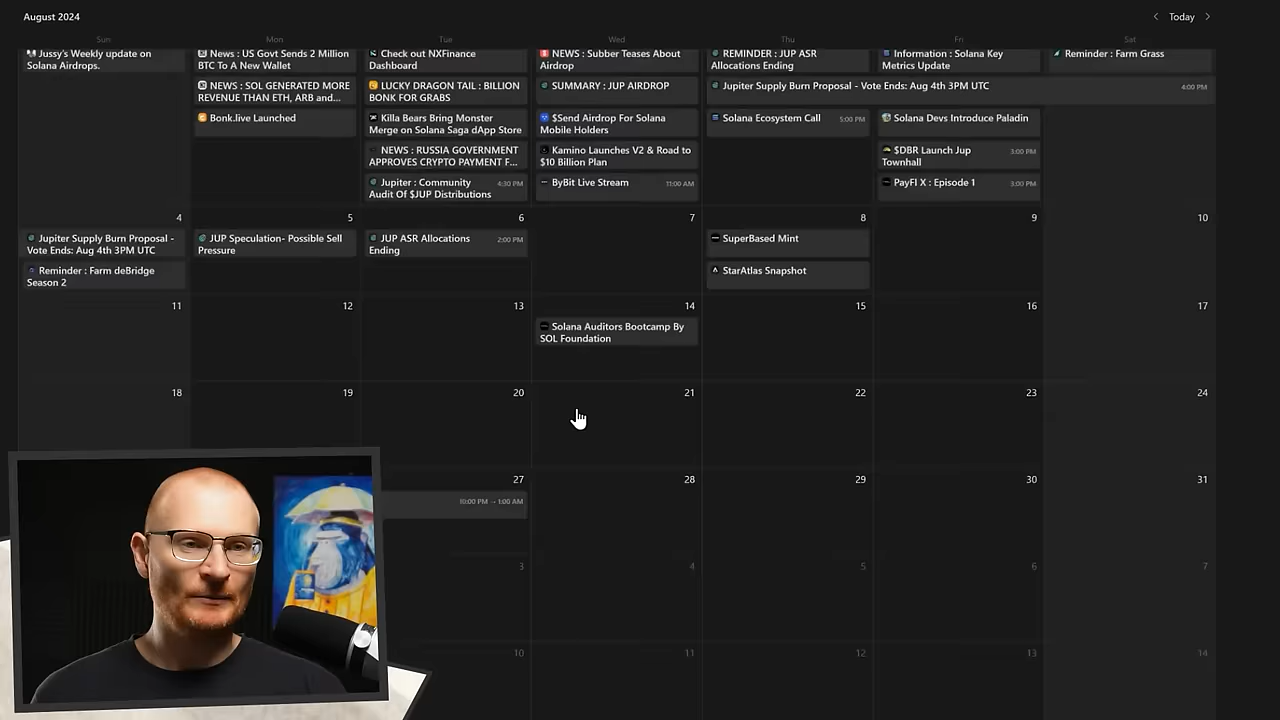 August 2024
Today
Sun Mon Tue Wed Thu Fri Sat
Jussy's Weekly update on
Solana Airdrops.
NEWS : US Govt Sends 2 Million
BTC To A New Wallet
Check out NXFinance
Dashboard
NEWS : Subber Teases About
Airdrop
REMINDER : JUP ASR
Allocations Ending
Information : Solana Key
Metrics Update
Reminder : Farm Grass
NEWS : SOL GENERATED MORE
REVENUE THAN ETH, ARB and...
LUCKY DRAGON TAIL : BILLION
BONK FOR GRABS
SUMMARY : JUP AIRDROP
Jupiter Supply Burn Proposal - Vote Ends: Aug 4th 3PM UTC
4:00 PM
Bonk.live Launched
Killa Bears Bring Monster
Merge on Solana Saga dApp Store
$Send Airdrop For Solana
Mobile Holders
Solana Ecosystem Call 5:00 PM
Solana Devs Introduce Paladin
NEWS : RUSSIA GOVERNMENT
APPROVES CRYPTO PAYMENT F...
Kamino Launches V2 & Road to
$10 Billion Plan
$DBR Launch Jup 3:00 PM
Townhall
Jupiter : Community 4:30 PM
Audit Of $JUP Distributions
ByBit Live Stream 11:00 AM
PayFI X : Episode 1 3:00 PM
4 5 6 7 8 9 10
Jupiter Supply Burn Proposal -
Vote Ends: Aug 4th 3PM UTC
JUP Speculation- Possible Sell
Pressure
JUP ASR Allocations 2:00 PM
Ending
SuperBased Mint
Reminder : Farm deBridge
Season 2
StarAtlas Snapshot
11 12 13 14 15 16 17
Solana Auditors Bootcamp By
SOL Foundation
18 19 20 21 22 23 24
27 28 29 30 31
10:00 PM → 1:00 AM
3 4 5 6 7
10 11 12 13 14